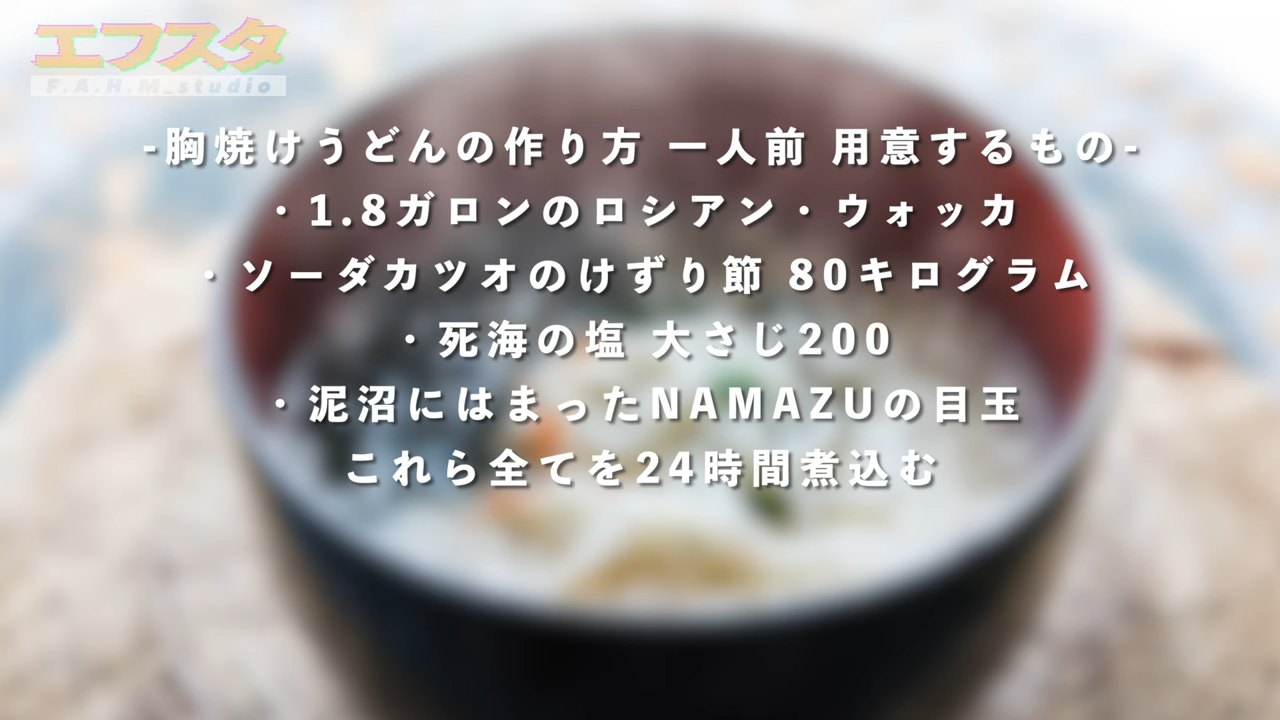 エフスタ
F.A.H.M_studio
-胸焼けうどんの作り方 一人前 用意するもの-
・1.8ガロンのロシアン・ウォッカ
・ソーダカツオのけずり節 80キログラム
・死海の塩 大さじ200
・泥沼にはまったNAMAZUの目玉
これら全てを24時間煮込む